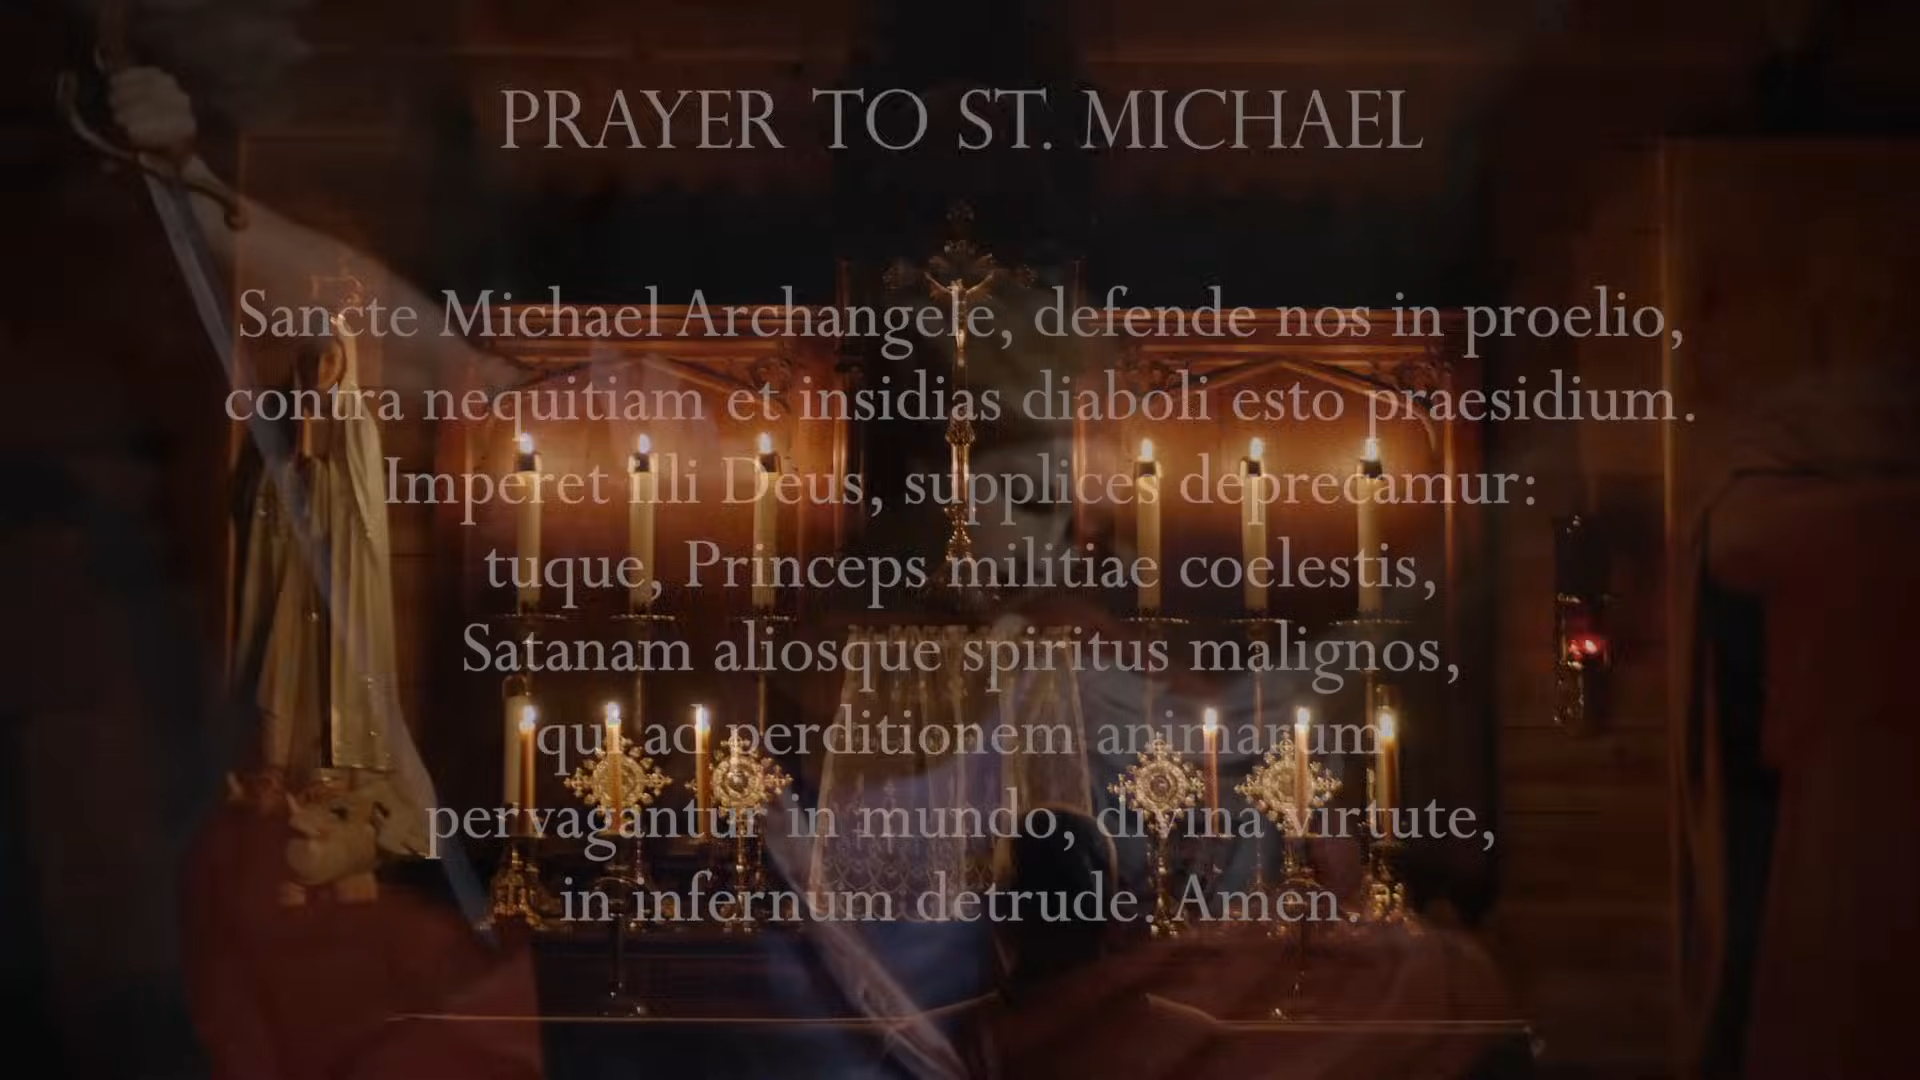 PRAYER TO ST. MICHAEL
Sancte Michael Archangele, defende nos in proelio,
contra nequitiam et insidias diaboli esto praesidium.
Imperet illi Deus, supplices deprecamur:
tuque, Princeps militiae coelestis,
Satanam aliosque spiritus malignos,
qui ad perditionem animarum
pervagantur in mundo, divina virtute,
in infernum detrude. Amen.